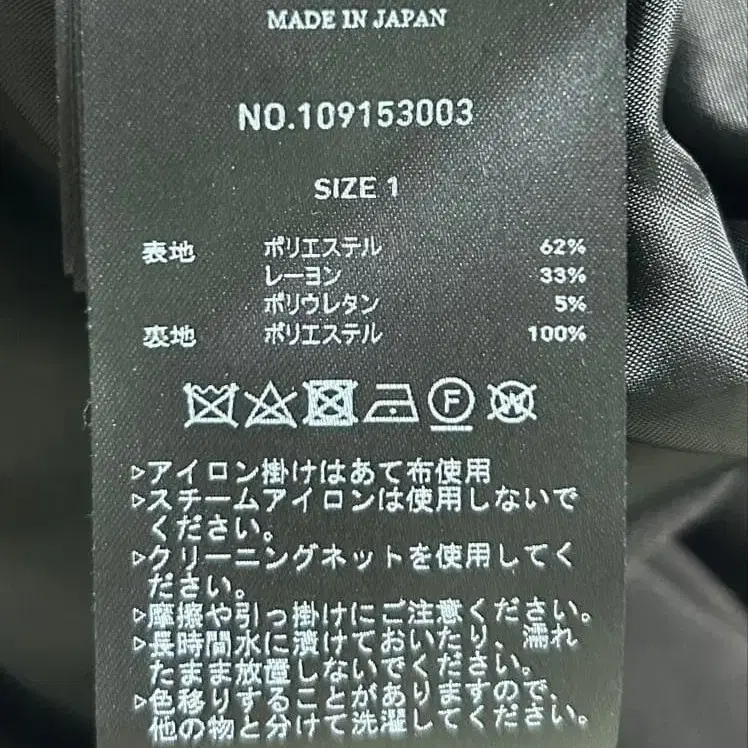 MADE IN JAPAN
NO.109153003
SIZE 1
表地 ポリエステル 62%
レーヨン 33%
ポリウレタン 5%
裏地 ポリエステル 100%
F W
▷アイロン掛けはあて布使用
▷スチームアイロンは使用しないで
ください。
▷クリーニングネットを使用してく
ださい。
▷摩擦や引っ掛けにご注意ください。
▷長時間水に漬けておいたり、濡れ
たまま放置しないでください。
▷色移りすることがありますので、
他の物と分けて洗濯してください。